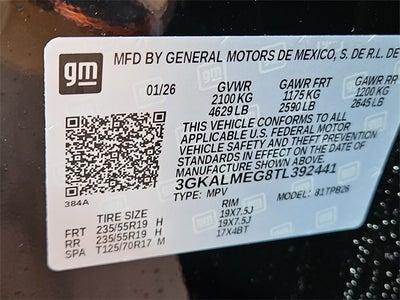 gm
MFD BY GENERAL MOTORS DE MEXICO, S. DE R.L. DE
01/26 GVWR GAWR FRT GAWR RR
2100 KG 1175 KG 1200 KG
4629 LB 2590 LB 2645 LB
THIS VEHICLE CONFORMS TO ALL
APPLICABLE U.S. FEDERAL MOTOR
VEHICLE SAFETY AND
STANDARDS IN EFFECT ON THE DATE OF
MANUFACTURE SHOWN ABOVE.
3GKALMEG8TL392441
384A
TYPE: MPV MODEL: 81TPB26
TIRE SIZE RIM
FRT 235/55R19 19X7.5J
RR 235/55R19 19X7.5J
SPA T125/70R17 M 17X4BT